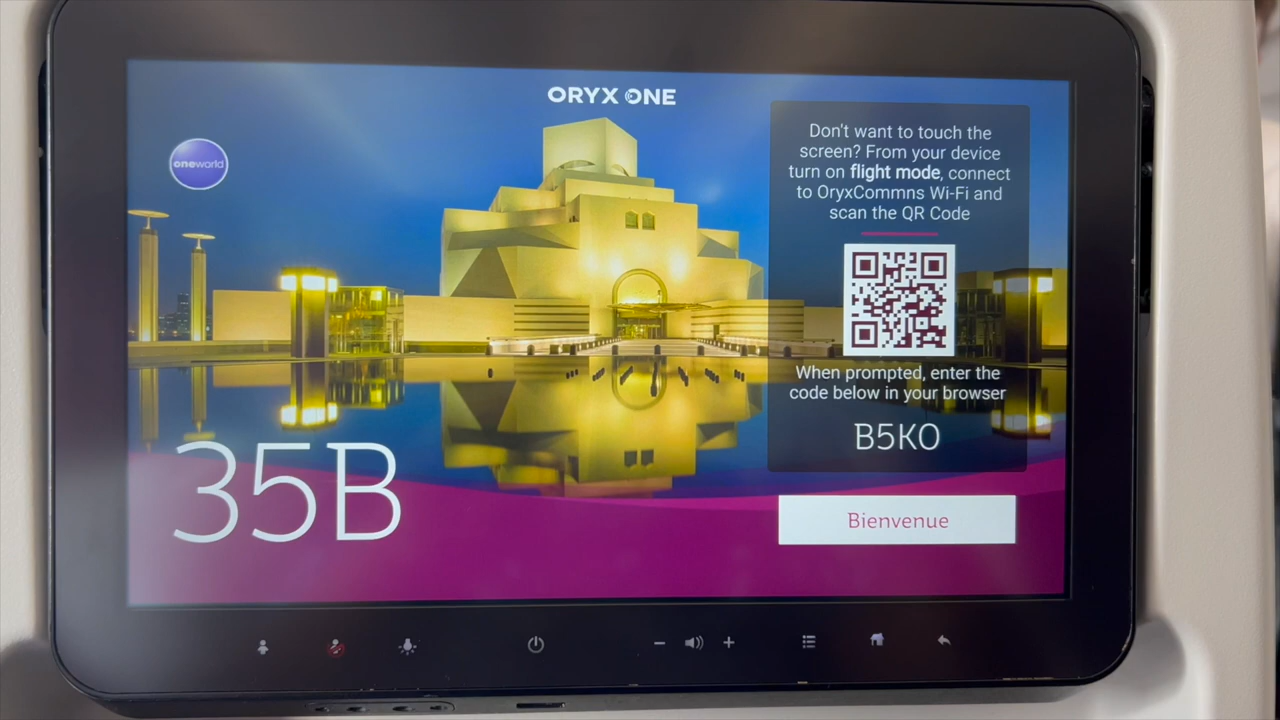 ORYX ONE
oneworld
Don't want to touch the
screen? From your device
turn on flight mode, connect
to OryxCommns Wi-Fi and
scan the QR Code
When prompted, enter the
code below in your browser
B5KO
35B
Bienvenue